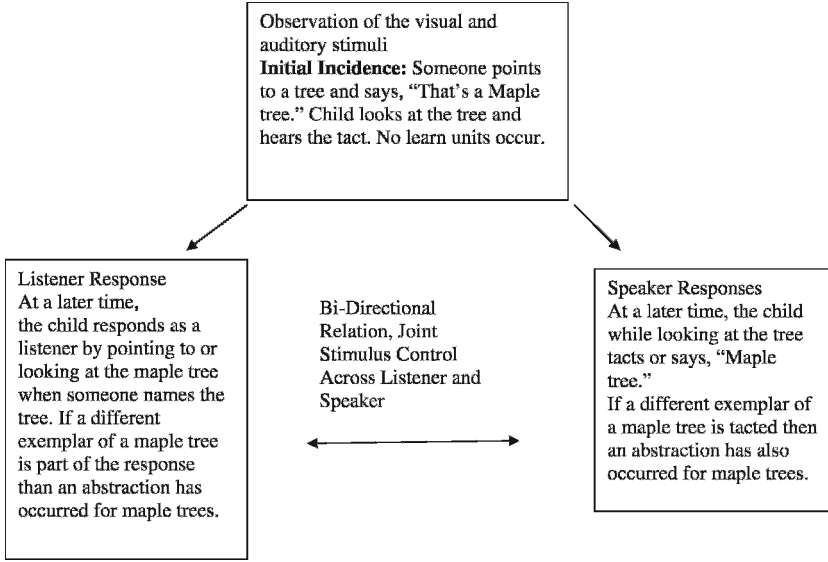 Observation of the visual and
auditory stimuli
Initial Incidence: Someone points
to a tree and says, “That’s a Maple
tree.” Child looks at the tree and
hears the tact. No learn units occur.
Listener Response
At a later time,
the child responds as a
listener by pointing to or
looking at the maple tree
when someone names the
tree. If a different
exemplar of a maple tree
is part of the response
than an abstraction has
occurred for maple trees.
Bi-Directional
Relation, Joint
Stimulus Control
Across Listener and
Speaker
Speaker Responses
At a later time, the child
while looking at the tree
tacts or says, “Maple
tree.”
If a different exemplar of
a maple tree is tacted then
an abstraction has also
occurred for maple trees.